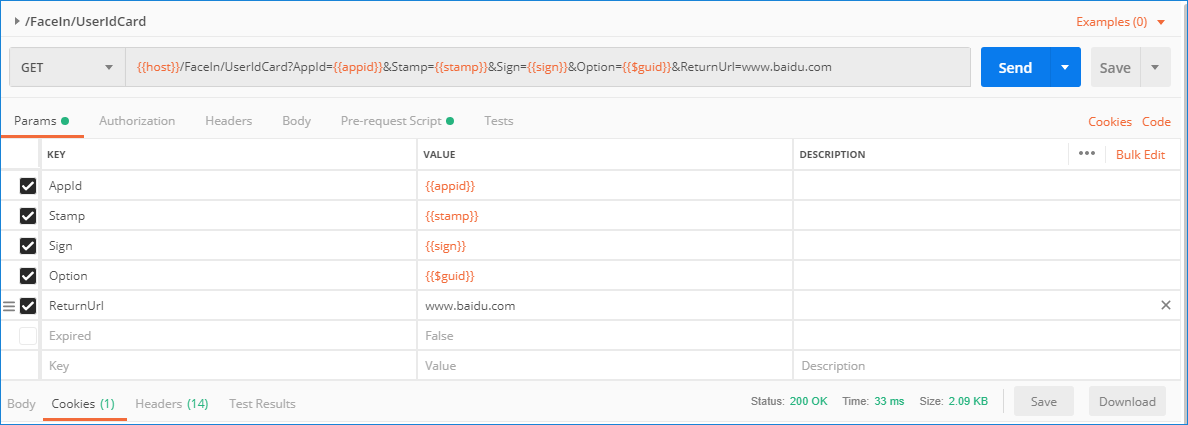 /FaceIn/UserIdCard Examples (0)
GET {{host}}/FaceIn/UserIdCard?AppId={{appid}}&Stamp={{stamp}}&Sign={{sign}}&Option={{$guid}}&ReturnUrl=www.baidu.com Send Save
Params Authorization Headers Body Pre-request Script Tests Cookies Code
KEY VALUE DESCRIPTION ••• Bulk Edit
AppId {{appid}}
Stamp {{stamp}}
Sign {{sign}}
Option {{$guid}}
ReturnUrl www.baidu.com
Expired False
Key Value Description
Body Cookies (1) Headers (14) Test Results Status: 200 OK Time: 33 ms Size: 2.09 KB Save Download